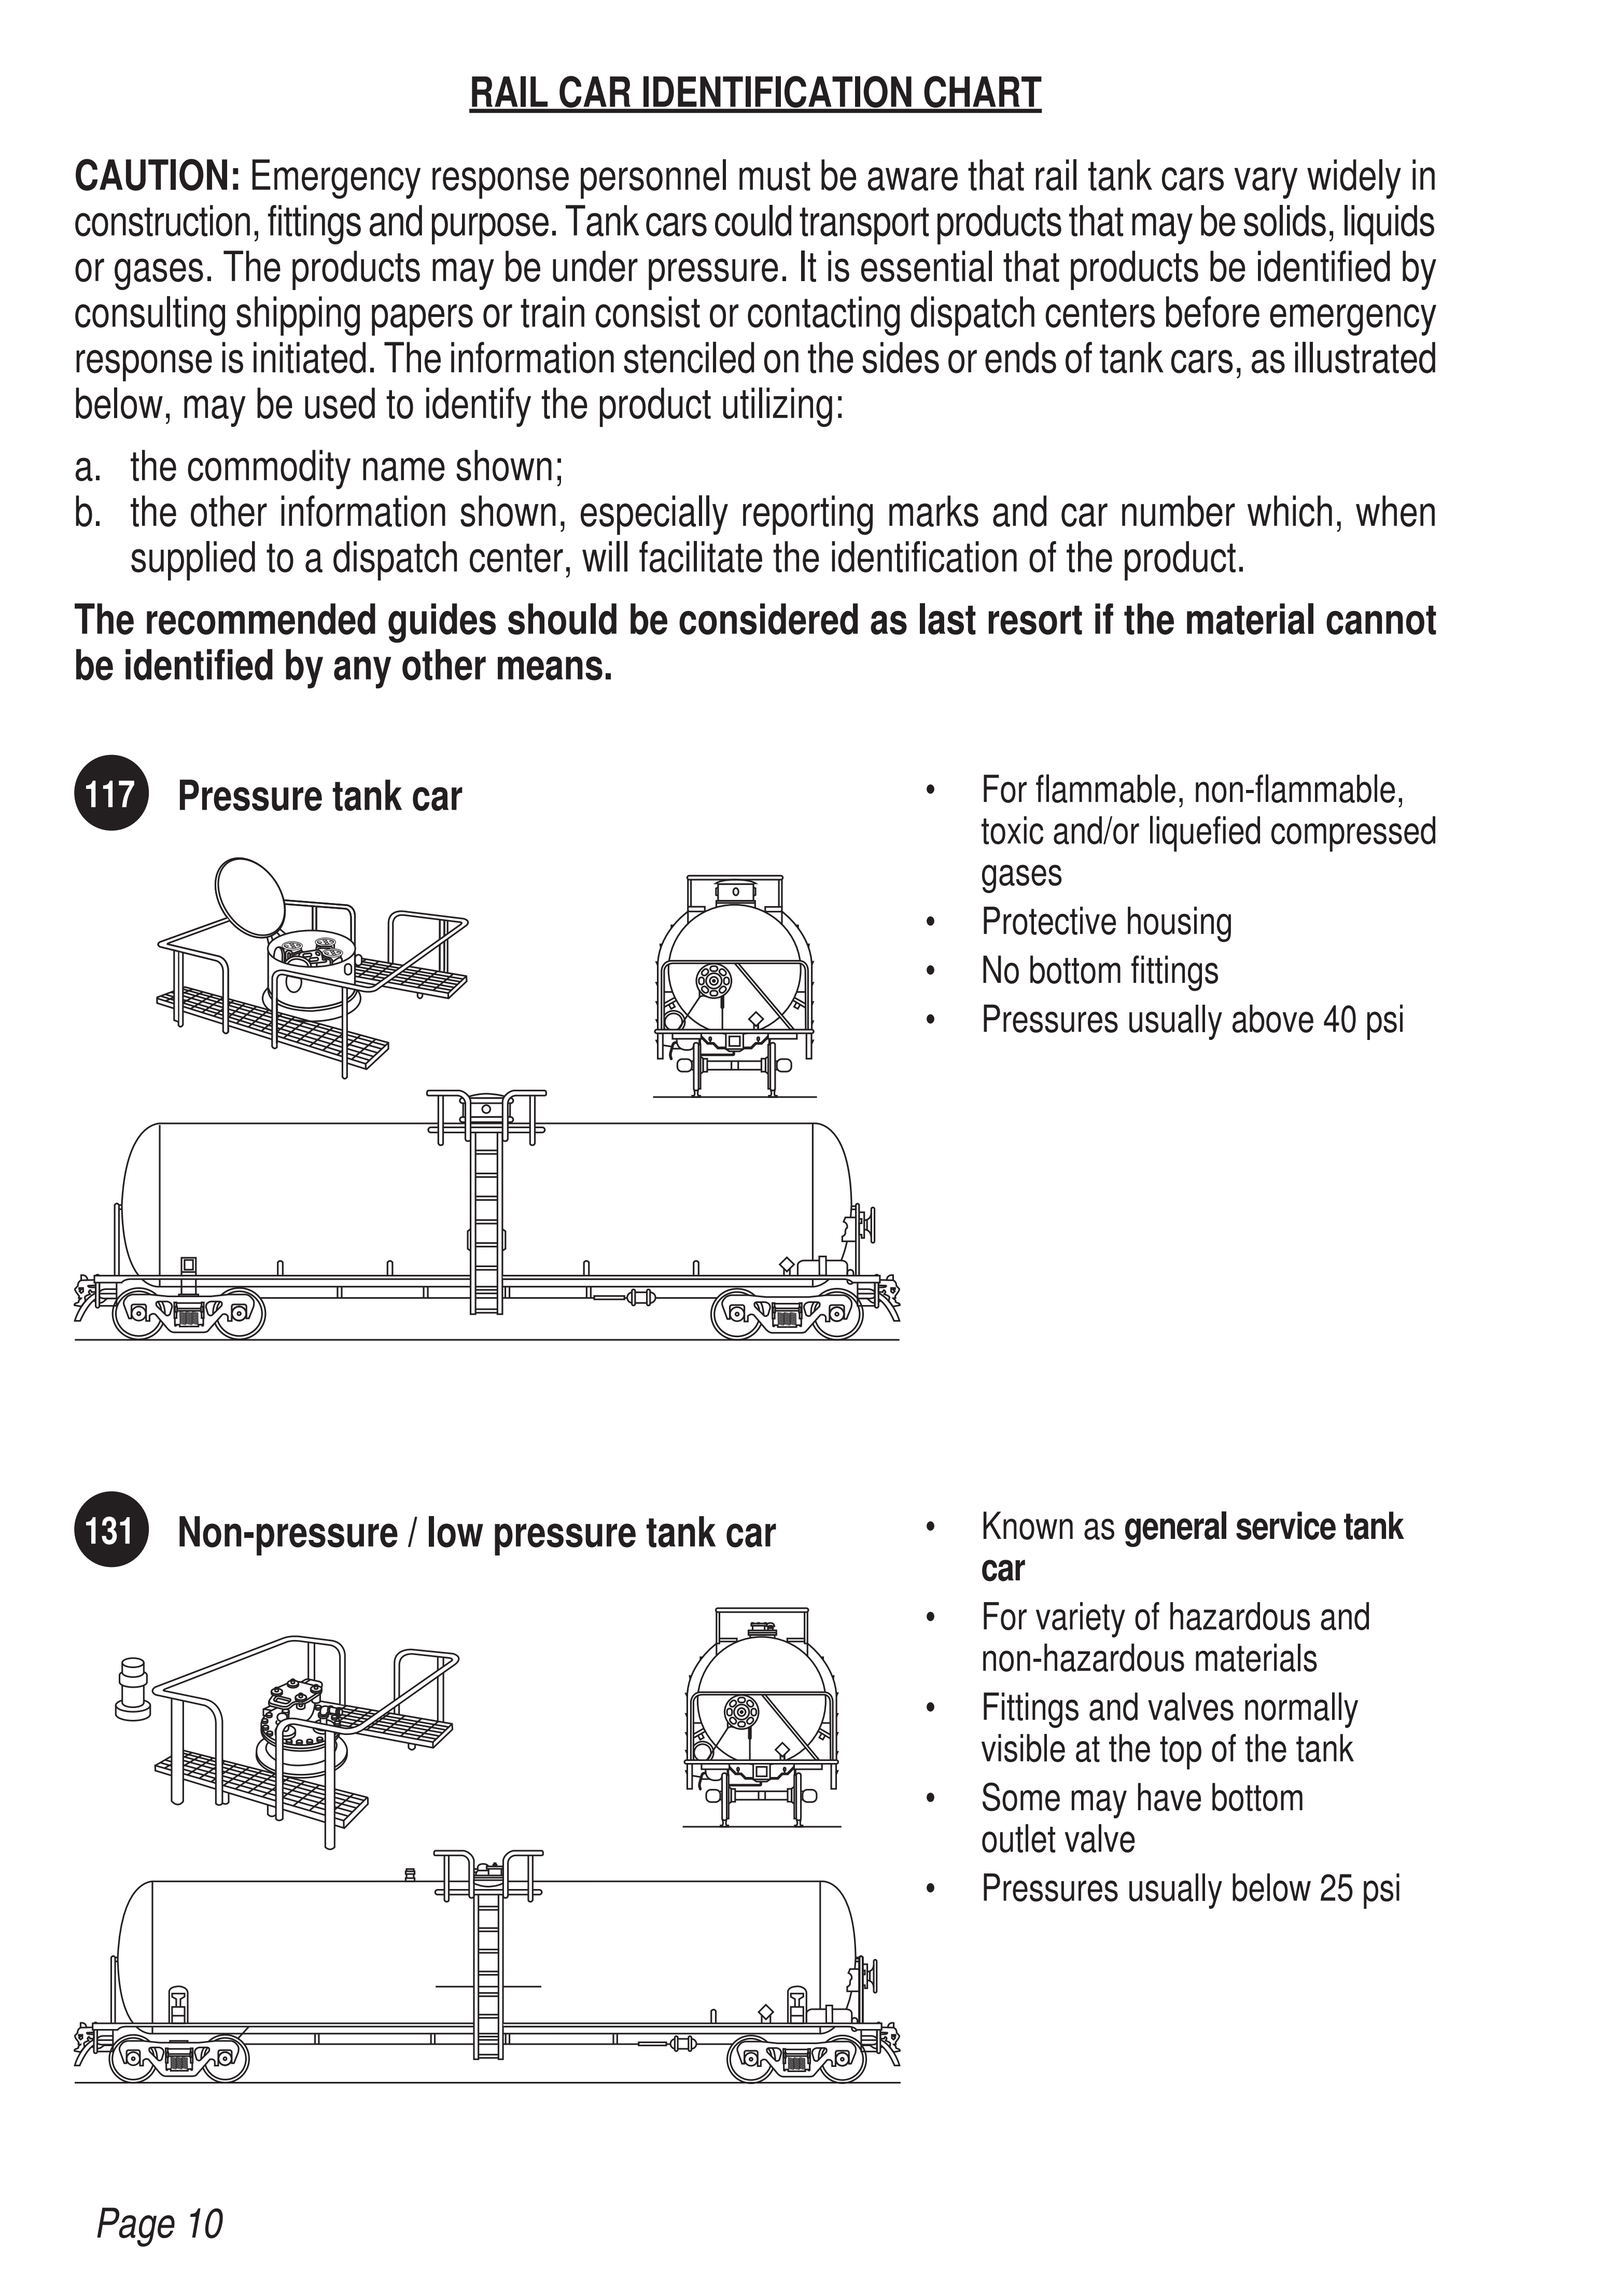 RAIL CAR IDENTIFICATION CHART
CAUTION: Emergency response personnel must be aware that rail tank cars vary widely in
construction, fittings and purpose. Tank cars could transport products that may be solids, liquids
or gases. The products may be under pressure. It is essential that products be identified by
consulting shipping papers or train consist or contacting dispatch centers before emergency
response is initiated. The information stenciled on the sides or ends of tank cars, as illustrated
below, may be used to identify the product utilizing:
a. the commodity name shown;
b. the other information shown, especially reporting marks and car number which, when
supplied to a dispatch center, will facilitate the identification of the product.
The recommended guides should be considered as last resort if the material cannot
be identified by any other means.
117 Pressure tank car
• For flammable, non-flammable,
toxic and/or liquefied compressed
gases
• Protective housing
• No bottom fittings
• Pressures usually above 40 psi
131 Non-pressure / low pressure tank car
• Known as general service tank
car
• For variety of hazardous and
non-hazardous materials
• Fittings and valves normally
visible at the top of the tank
• Some may have bottom
outlet valve
• Pressures usually below 25 psi
Page 10